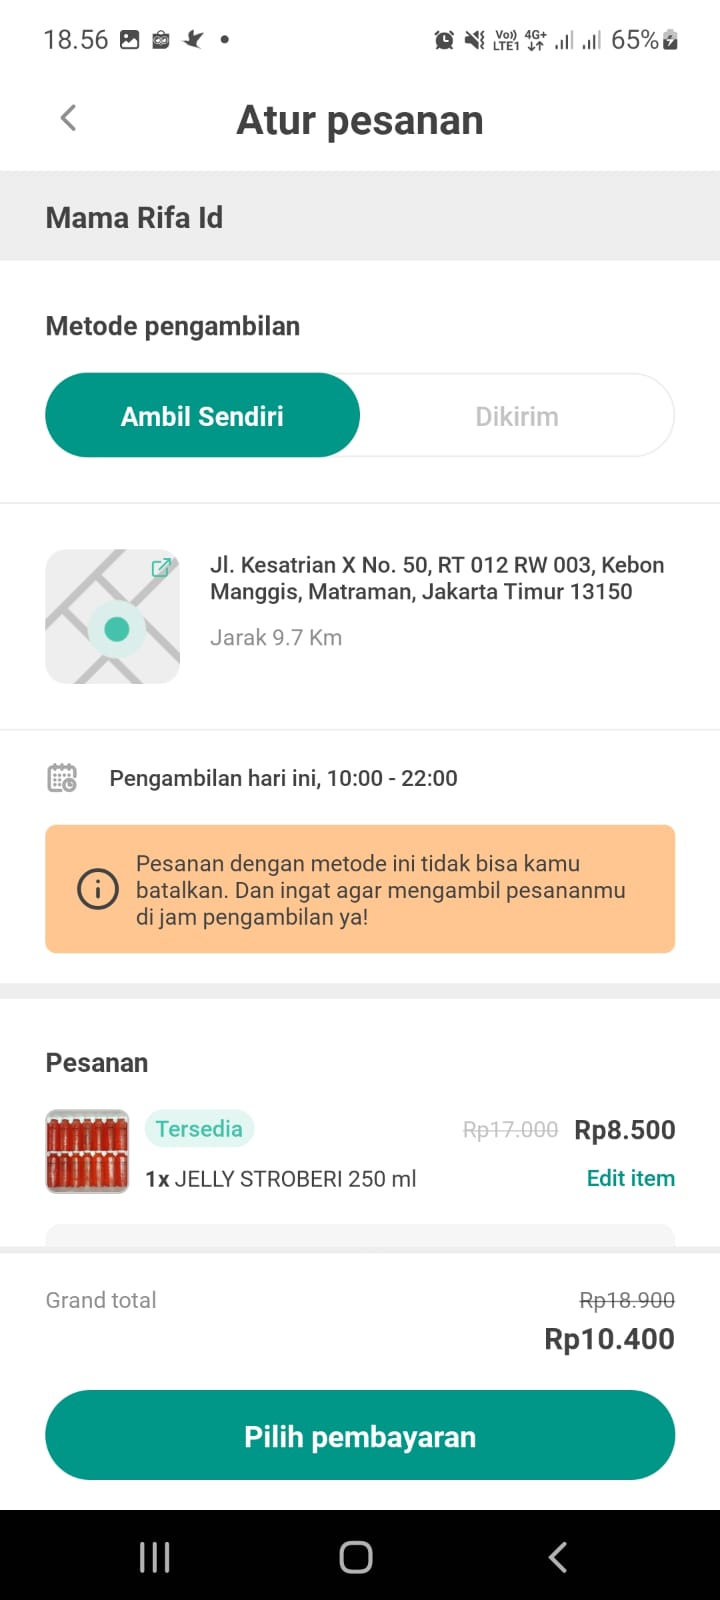 18.56
Vo)) 4G+
LTE1
65%
Atur pesanan
Mama Rifa Id
Metode pengambilan
Ambil Sendiri
Dikirim
Jl. Kesatrian X No. 50, RT 012 RW 003, Kebon
Manggis, Matraman, Jakarta Timur 13150
Jarak 9.7 Km
Pengambilan hari ini, 10:00 - 22:00
Pesanan dengan metode ini tidak bisa kamu
batalkan. Dan ingat agar mengambil pesananmu
di jam pengambilan ya!
Pesanan
Tersedia
Rp17.000 Rp8.500
1x JELLY STROBERI 250 ml
Edit item
Grand total
Rp18.900
Rp10.400
Pilih pembayaran